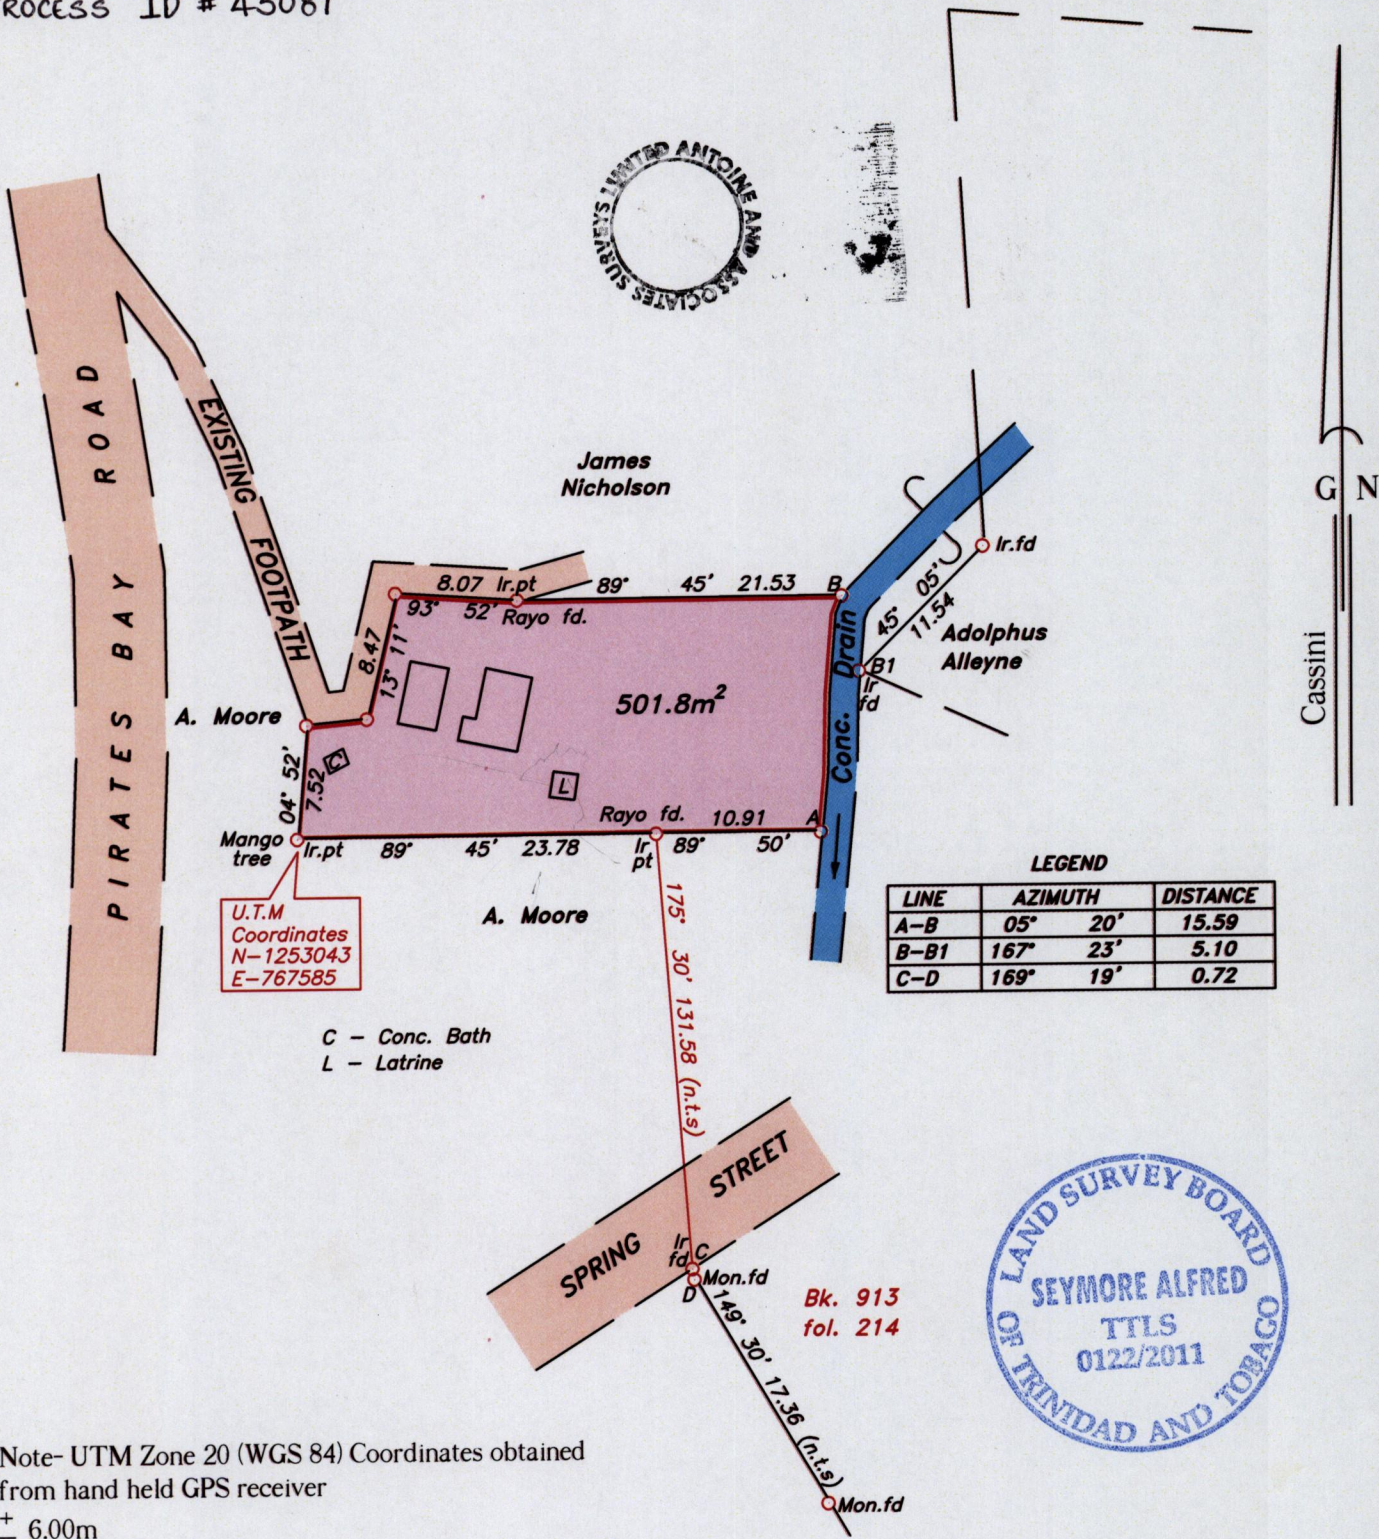 ROCESS ID # 45087
ANTOINE AND ASSOCIATES SURVEYS LIMITED
PIRATES BAY ROAD
EXISTING FOOTPATH
James
Nicholson
G N
Cassini
Ir.fd
45° 05'
11.54
Adolphus
Alleyne
B
B1
Ir
fd
Conc. Drain
8.07 Ir.pt 89° 45' 21.53
93° 52' Rayo fd.
8.47
13° 11'
501.8m²
A. Moore
04° 52'
7.52
C
L
Rayo fd. 10.91 A
Mango
tree
Ir.pt 89° 45' 23.78
Ir
pt
89° 50'
A. Moore
U.T.M
Coordinates
N-1253043
E-767585
LEGEND
LINE AZIMUTH DISTANCE
A-B 05° 20' 15.59
B-B1 167° 23' 5.10
C-D 169° 19' 0.72
C - Conc. Bath
L - Latrine
175° 30' 131.58 (n.t.s)
SPRING STREET
Ir
fd
C
Mon.fd
D
149° 30' 17.36 (n.t.s)
Mon.fd
Bk. 913
fol. 214
LAND SURVEY BOARD
OF TRINIDAD AND TOBAGO
SEYMORE ALFRED
TTLS
0122/2011
Note- UTM Zone 20 (WGS 84) Coordinates obtained
from hand held GPS receiver
± 6.00m